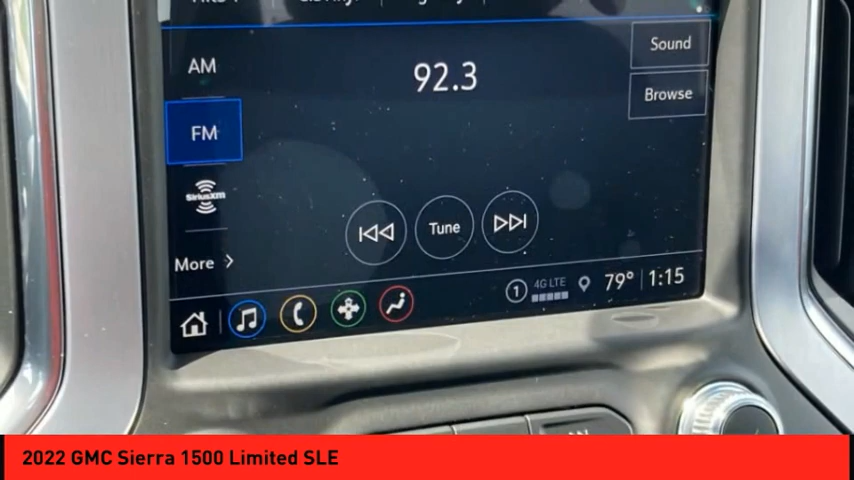 AM
92.3
Sound
Browse
FM
SiriusXM
Tune
More >
1 4G LTE 79° 1:15
2022 GMC Sierra 1500 Limited SLE